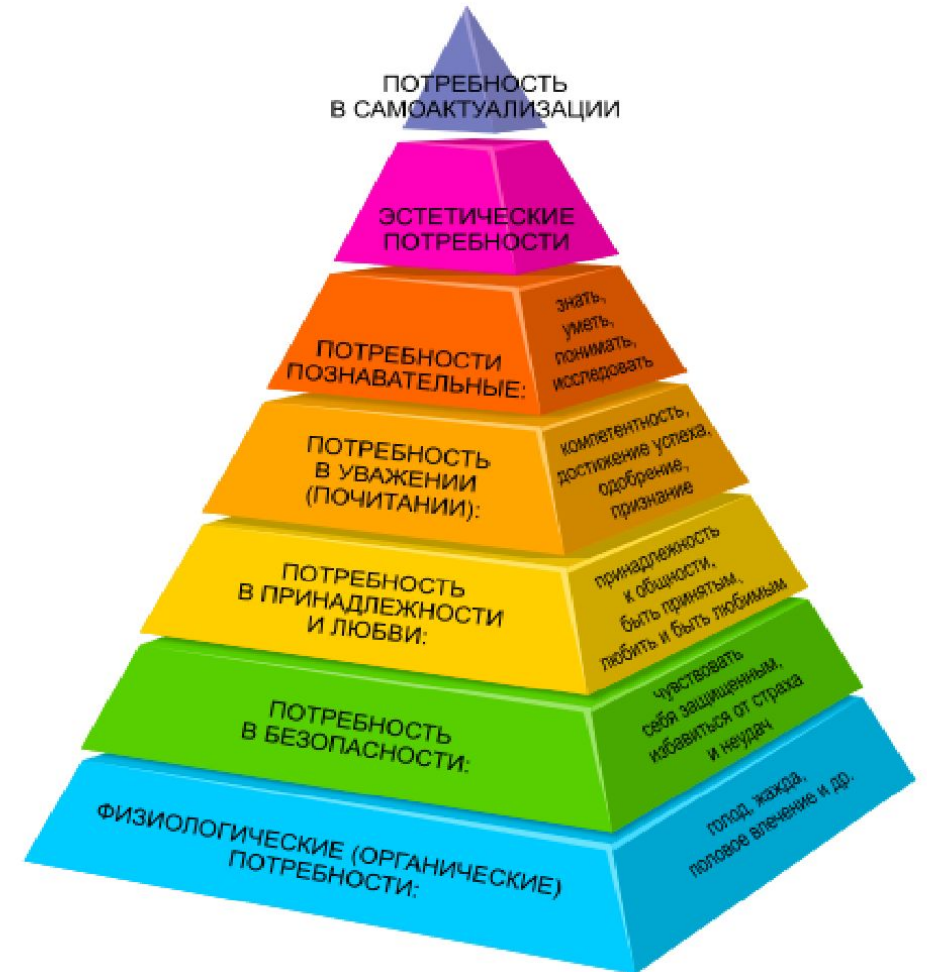 ПОТРЕБНОСТЬ
В САМОАКТУАЛИЗАЦИИ
ЭСТЕТИЧЕСКИЕ
ПОТРЕБНОСТИ
ПОТРЕБНОСТИ
ПОЗНАВАТЕЛЬНЫЕ:
знать,
уметь,
понимать,
исследовать
ПОТРЕБНОСТЬ
В УВАЖЕНИИ
(ПОЧИТАНИИ):
компетентность,
достижение успеха,
одобрение,
признание
ПОТРЕБНОСТЬ
В ПРИНАДЛЕЖНОСТИ
И ЛЮБВИ:
принадлежность
к общности,
быть принятым,
любить и быть любимым
ПОТРЕБНОСТЬ
В БЕЗОПАСНОСТИ:
чувствовать
себя защищенным,
избавиться от страха
и неудач
ФИЗИОЛОГИЧЕСКИЕ (ОРГАНИЧЕСКИЕ)
ПОТРЕБНОСТИ:
голод, жажда,
половое влечение и др.